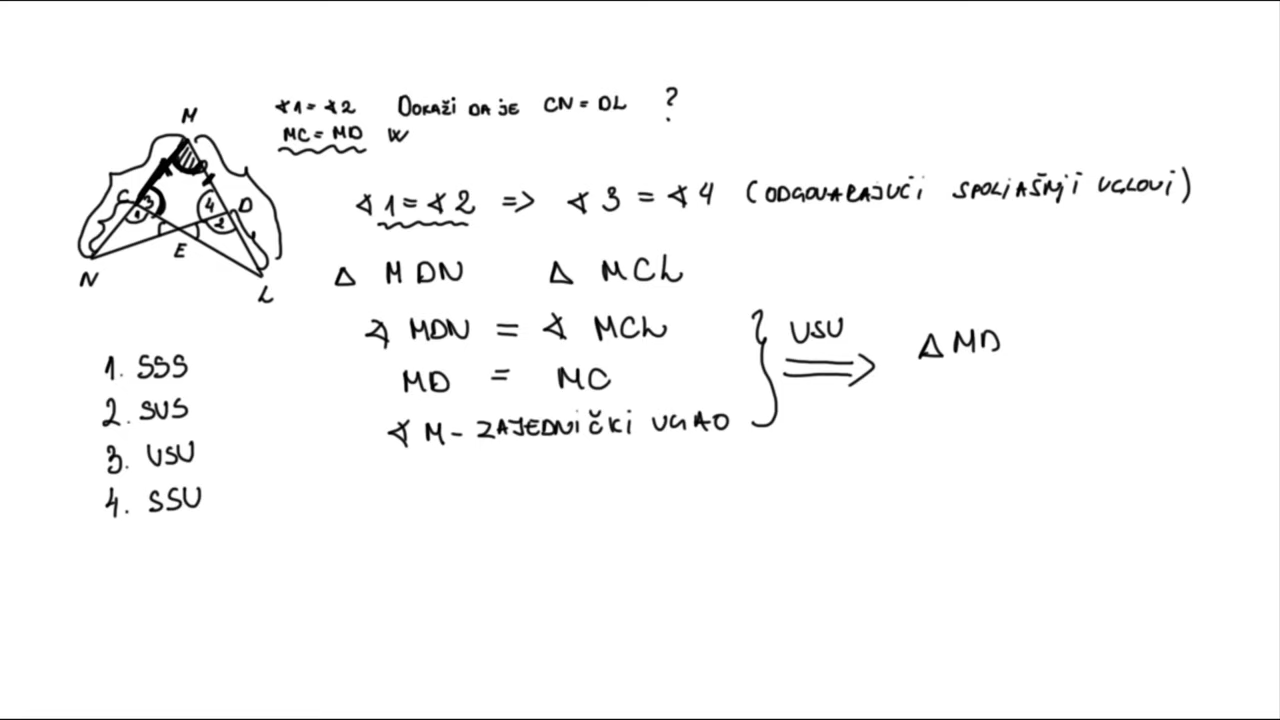 ∢1=∢2 DOKAŽI DA JE CN=DL ?
MC=MD W
M
C
3
1
4
D
2
E
N
L
∢1=∢2 => ∢3=∢4 (ODGOVARAJUĆI SPOLJAŠNJI UGLOVI)
△ MDN △ MCL
∢ MDN = ∢ MCL
MD = MC
∢ M - ZAJEDNIČKI UGAO
} USU => △ MD
1. SSS
2. SUS
3. USU
4. SSU